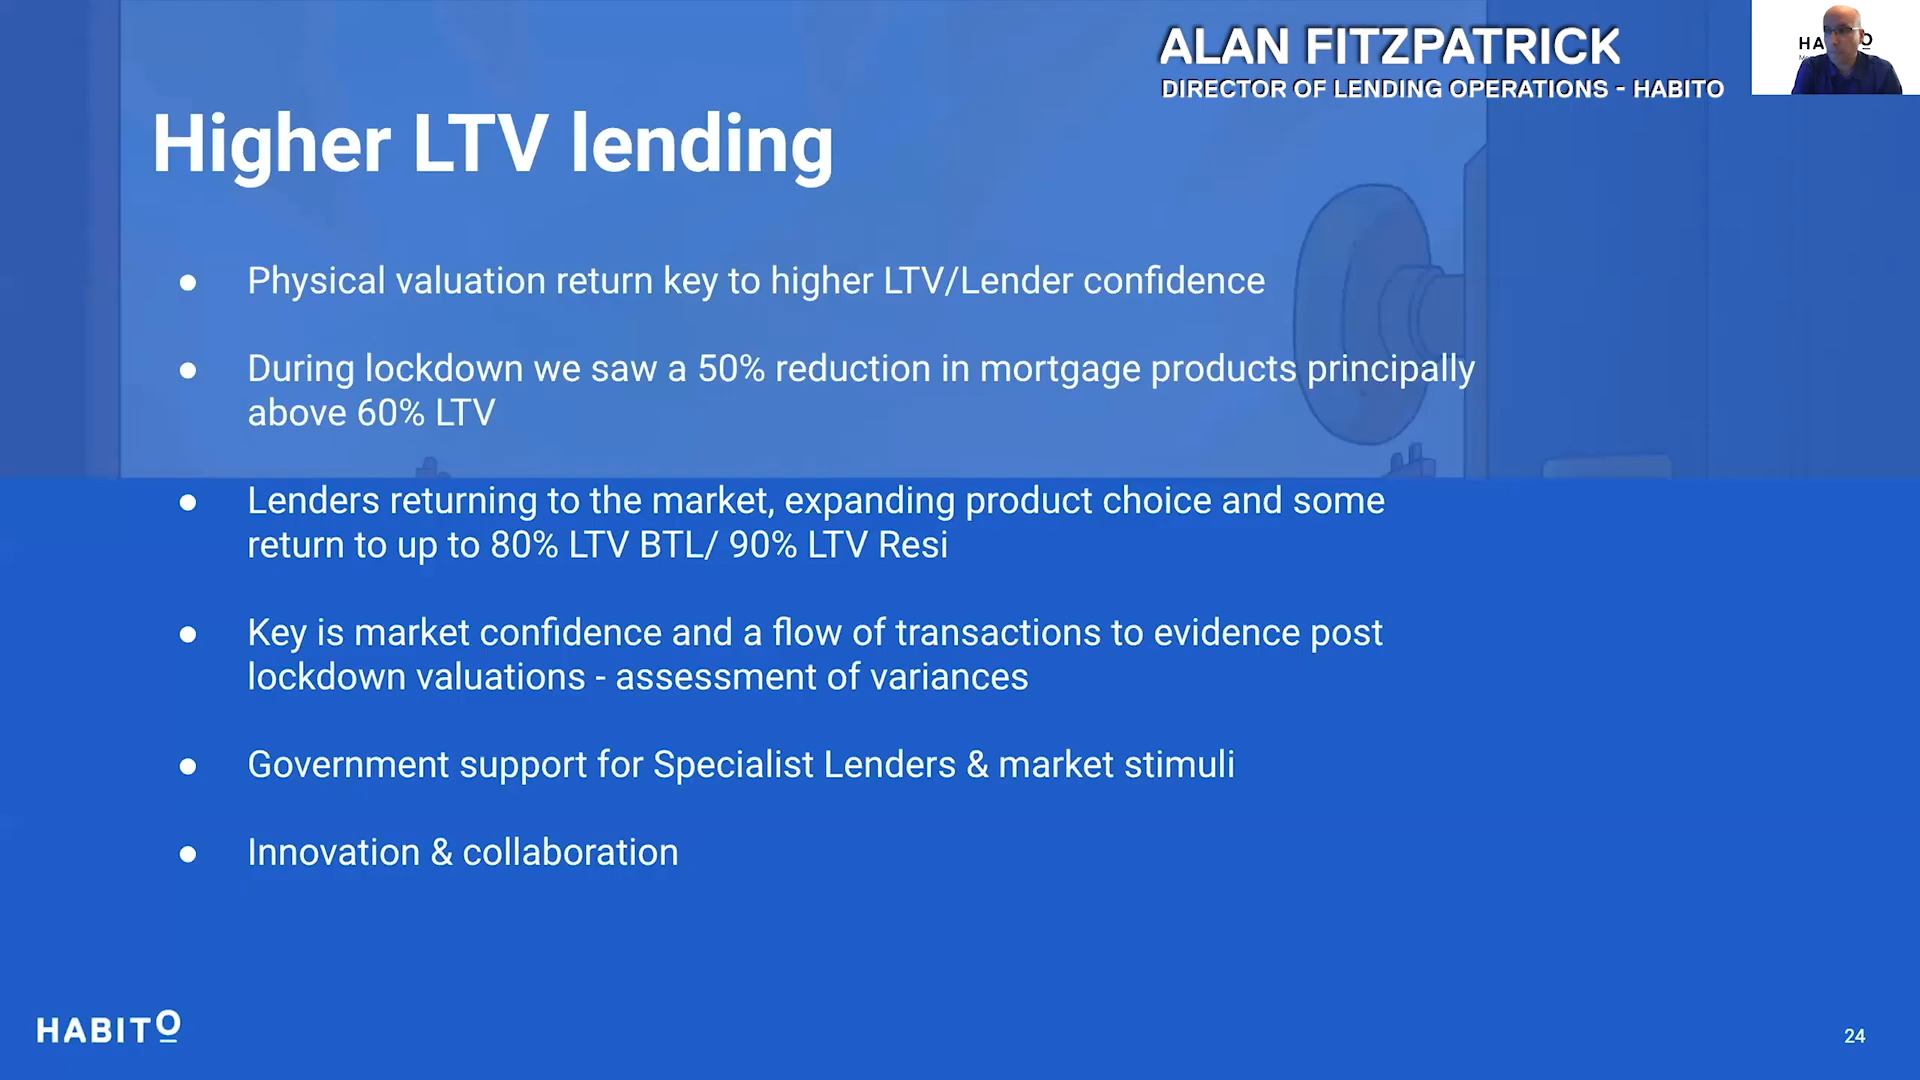 ALAN FITZPATRICK
DIRECTOR OF LENDING OPERATIONS - HABITO
Higher LTV lending
● Physical valuation return key to higher LTV/Lender confidence
● During lockdown we saw a 50% reduction in mortgage products principally
above 60% LTV
● Lenders returning to the market, expanding product choice and some
return to up to 80% LTV BTL/ 90% LTV Resi
● Key is market confidence and a flow of transactions to evidence post
lockdown valuations - assessment of variances
● Government support for Specialist Lenders & market stimuli
● Innovation & collaboration
HABITO
24